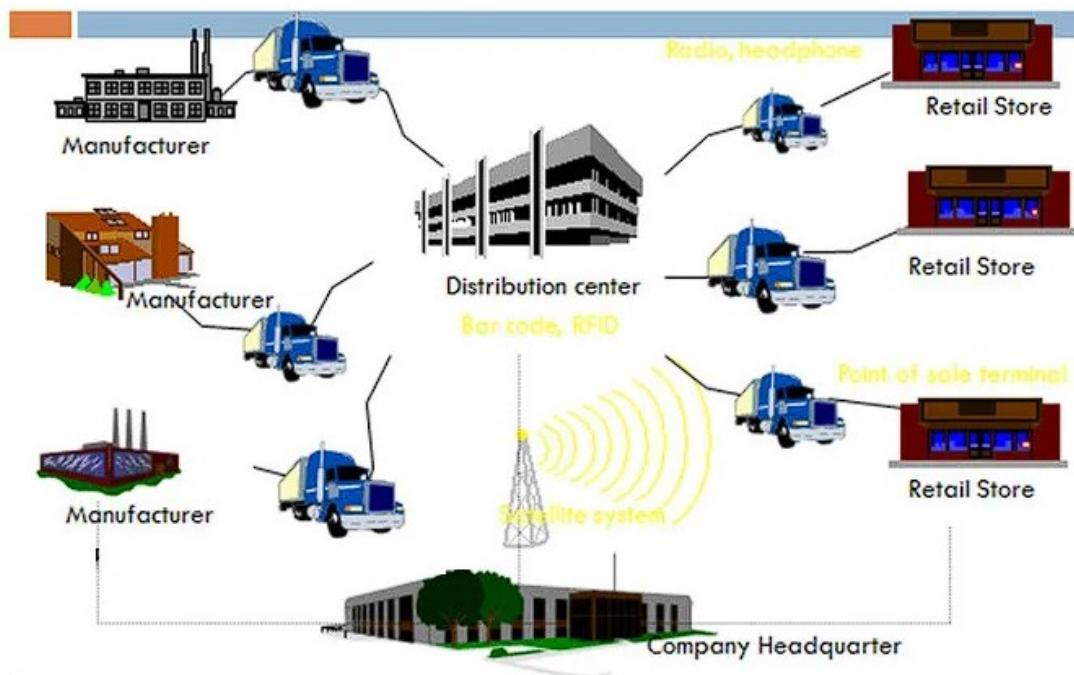 Radio, headphone
Retail Store
Manufacturer
Retail Store
Manufacturer
Distribution center
Bar code, RFID
Point of sale terminal
Retail Store
Manufacturer
Satellite system
Company Headquarter